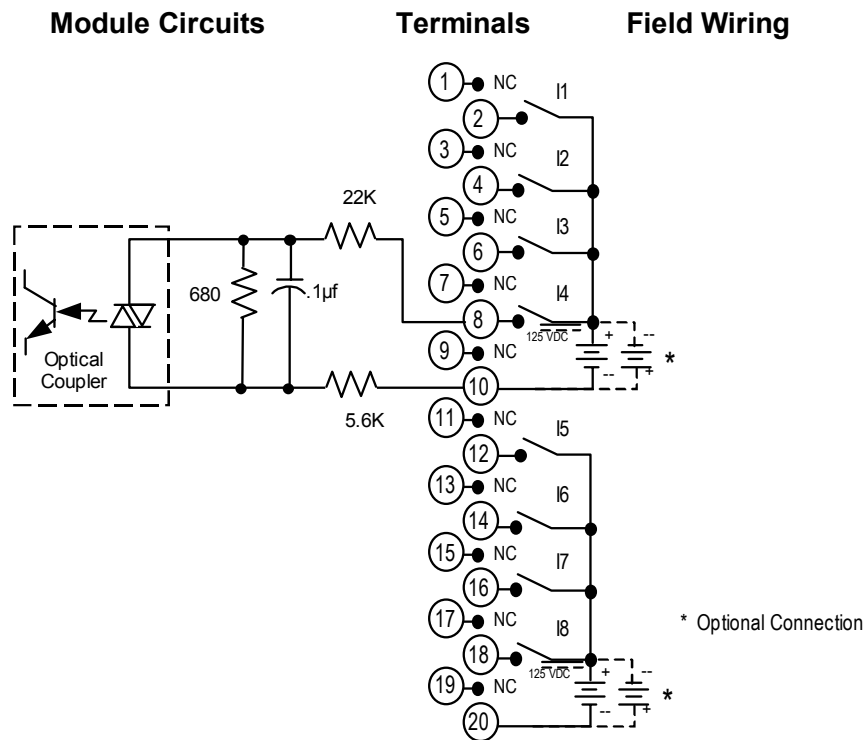 Module Circuits Terminals Field Wiring
1 NC
I1
2
3 NC
I2
4
22K
5 NC
I3
6
7 NC
I4
680
.1µf
8
125 VDC
+ --
9 NC
*
Optical
Coupler
-- +
10
5.6K
11 NC
I5
12
13 NC
I6
14
15 NC
I7
16
17 NC
I8
* Optional Connection
18
125 VDC
+ --
19 NC
*
-- +
20